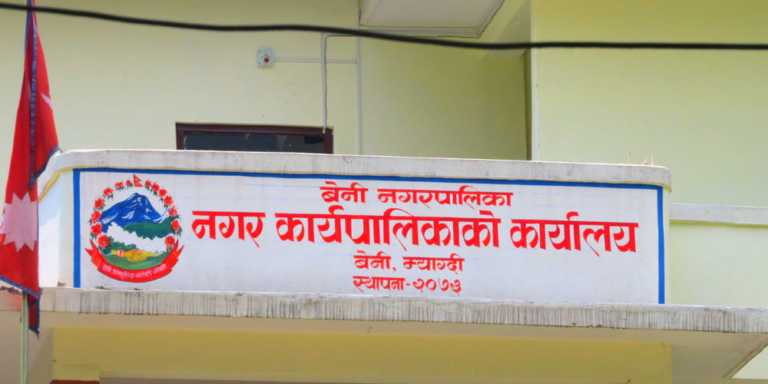 बेनी नगरपालिका
नगर कार्यपालिकाको कार्यालय
बेनी, म्याग्दी
स्थापना-२०७३